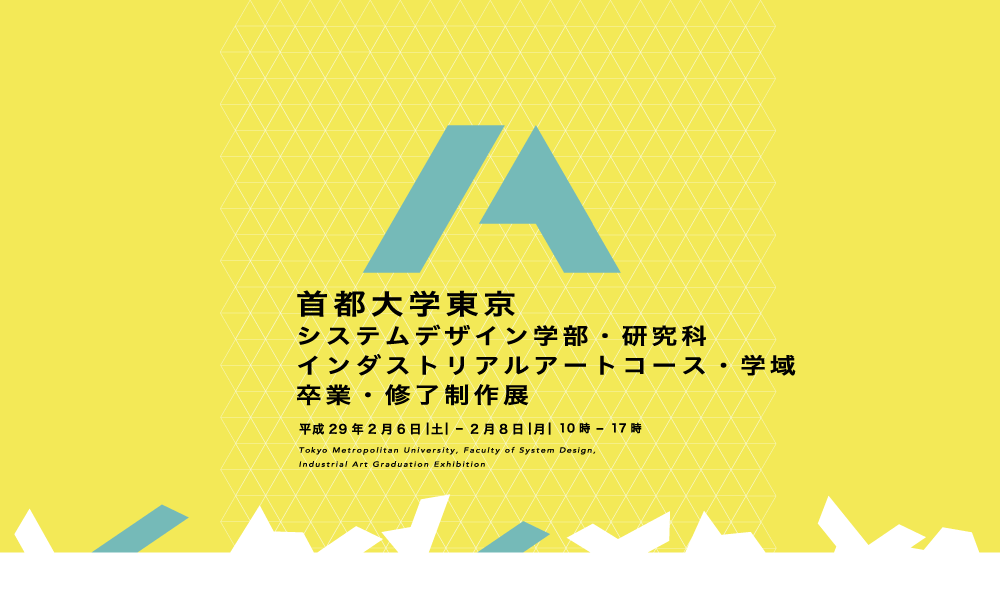 首都大学東京
システムデザイン学部・研究科
インダストリアルアートコース・学域
卒業・修了制作展
平成29年2月6日|土| − 2月8日|月| 10時 − 17時
Tokyo Metropolitan University, Faculty of System Design,
Industrial Art Graduation Exhibition